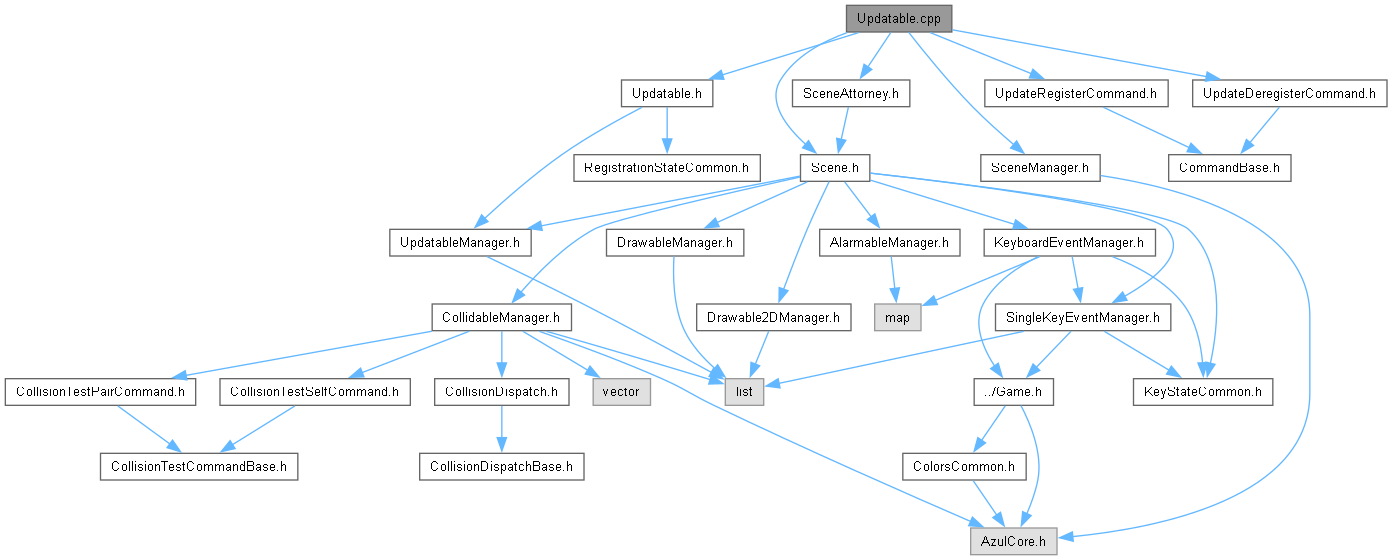 Updatable.cpp
Updatable.h
SceneAttorney.h
UpdateRegisterCommand.h
UpdateDeregisterCommand.h
RegistrationStateCommon.h
Scene.h
SceneManager.h
CommandBase.h
UpdatableManager.h
DrawableManager.h
AlarmableManager.h
KeyboardEventManager.h
CollidableManager.h
Drawable2DManager.h
map
SingleKeyEventManager.h
CollisionTestPairCommand.h
CollisionTestSelfCommand.h
CollisionDispatch.h
vector
list
../Game.h
KeyStateCommon.h
CollisionTestCommandBase.h
CollisionDispatchBase.h
ColorsCommon.h
AzulCore.h